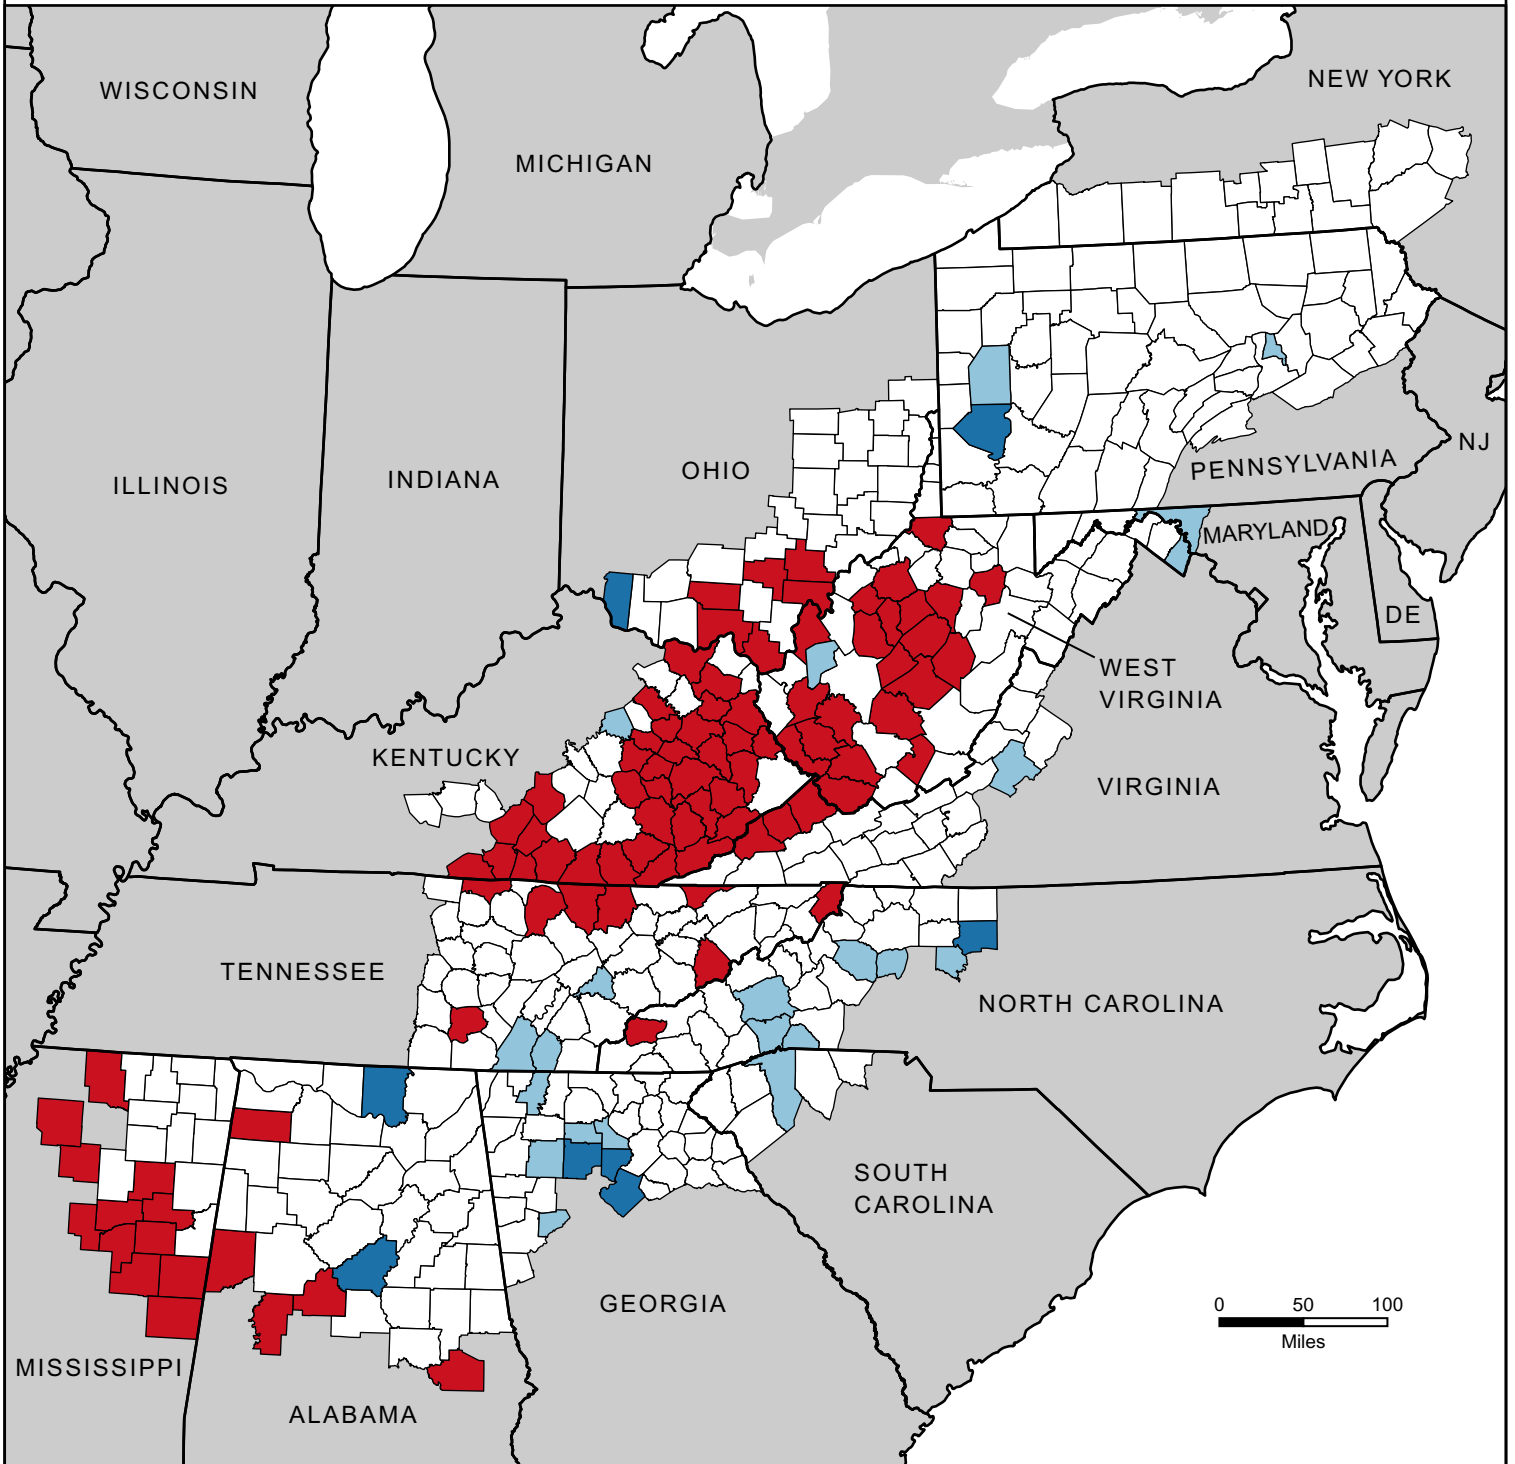 NEW YORK
WISCONSIN
MICHIGAN
NJ
PENNSYLVANIA
OHIO
INDIANA
ILLINOIS
MARYLAND
DE
WEST
VIRGINIA
KENTUCKY
VIRGINIA
TENNESSEE
NORTH CAROLINA
SOUTH
CAROLINA
GEORGIA
0 50 100
Miles
MISSISSIPPI
ALABAMA